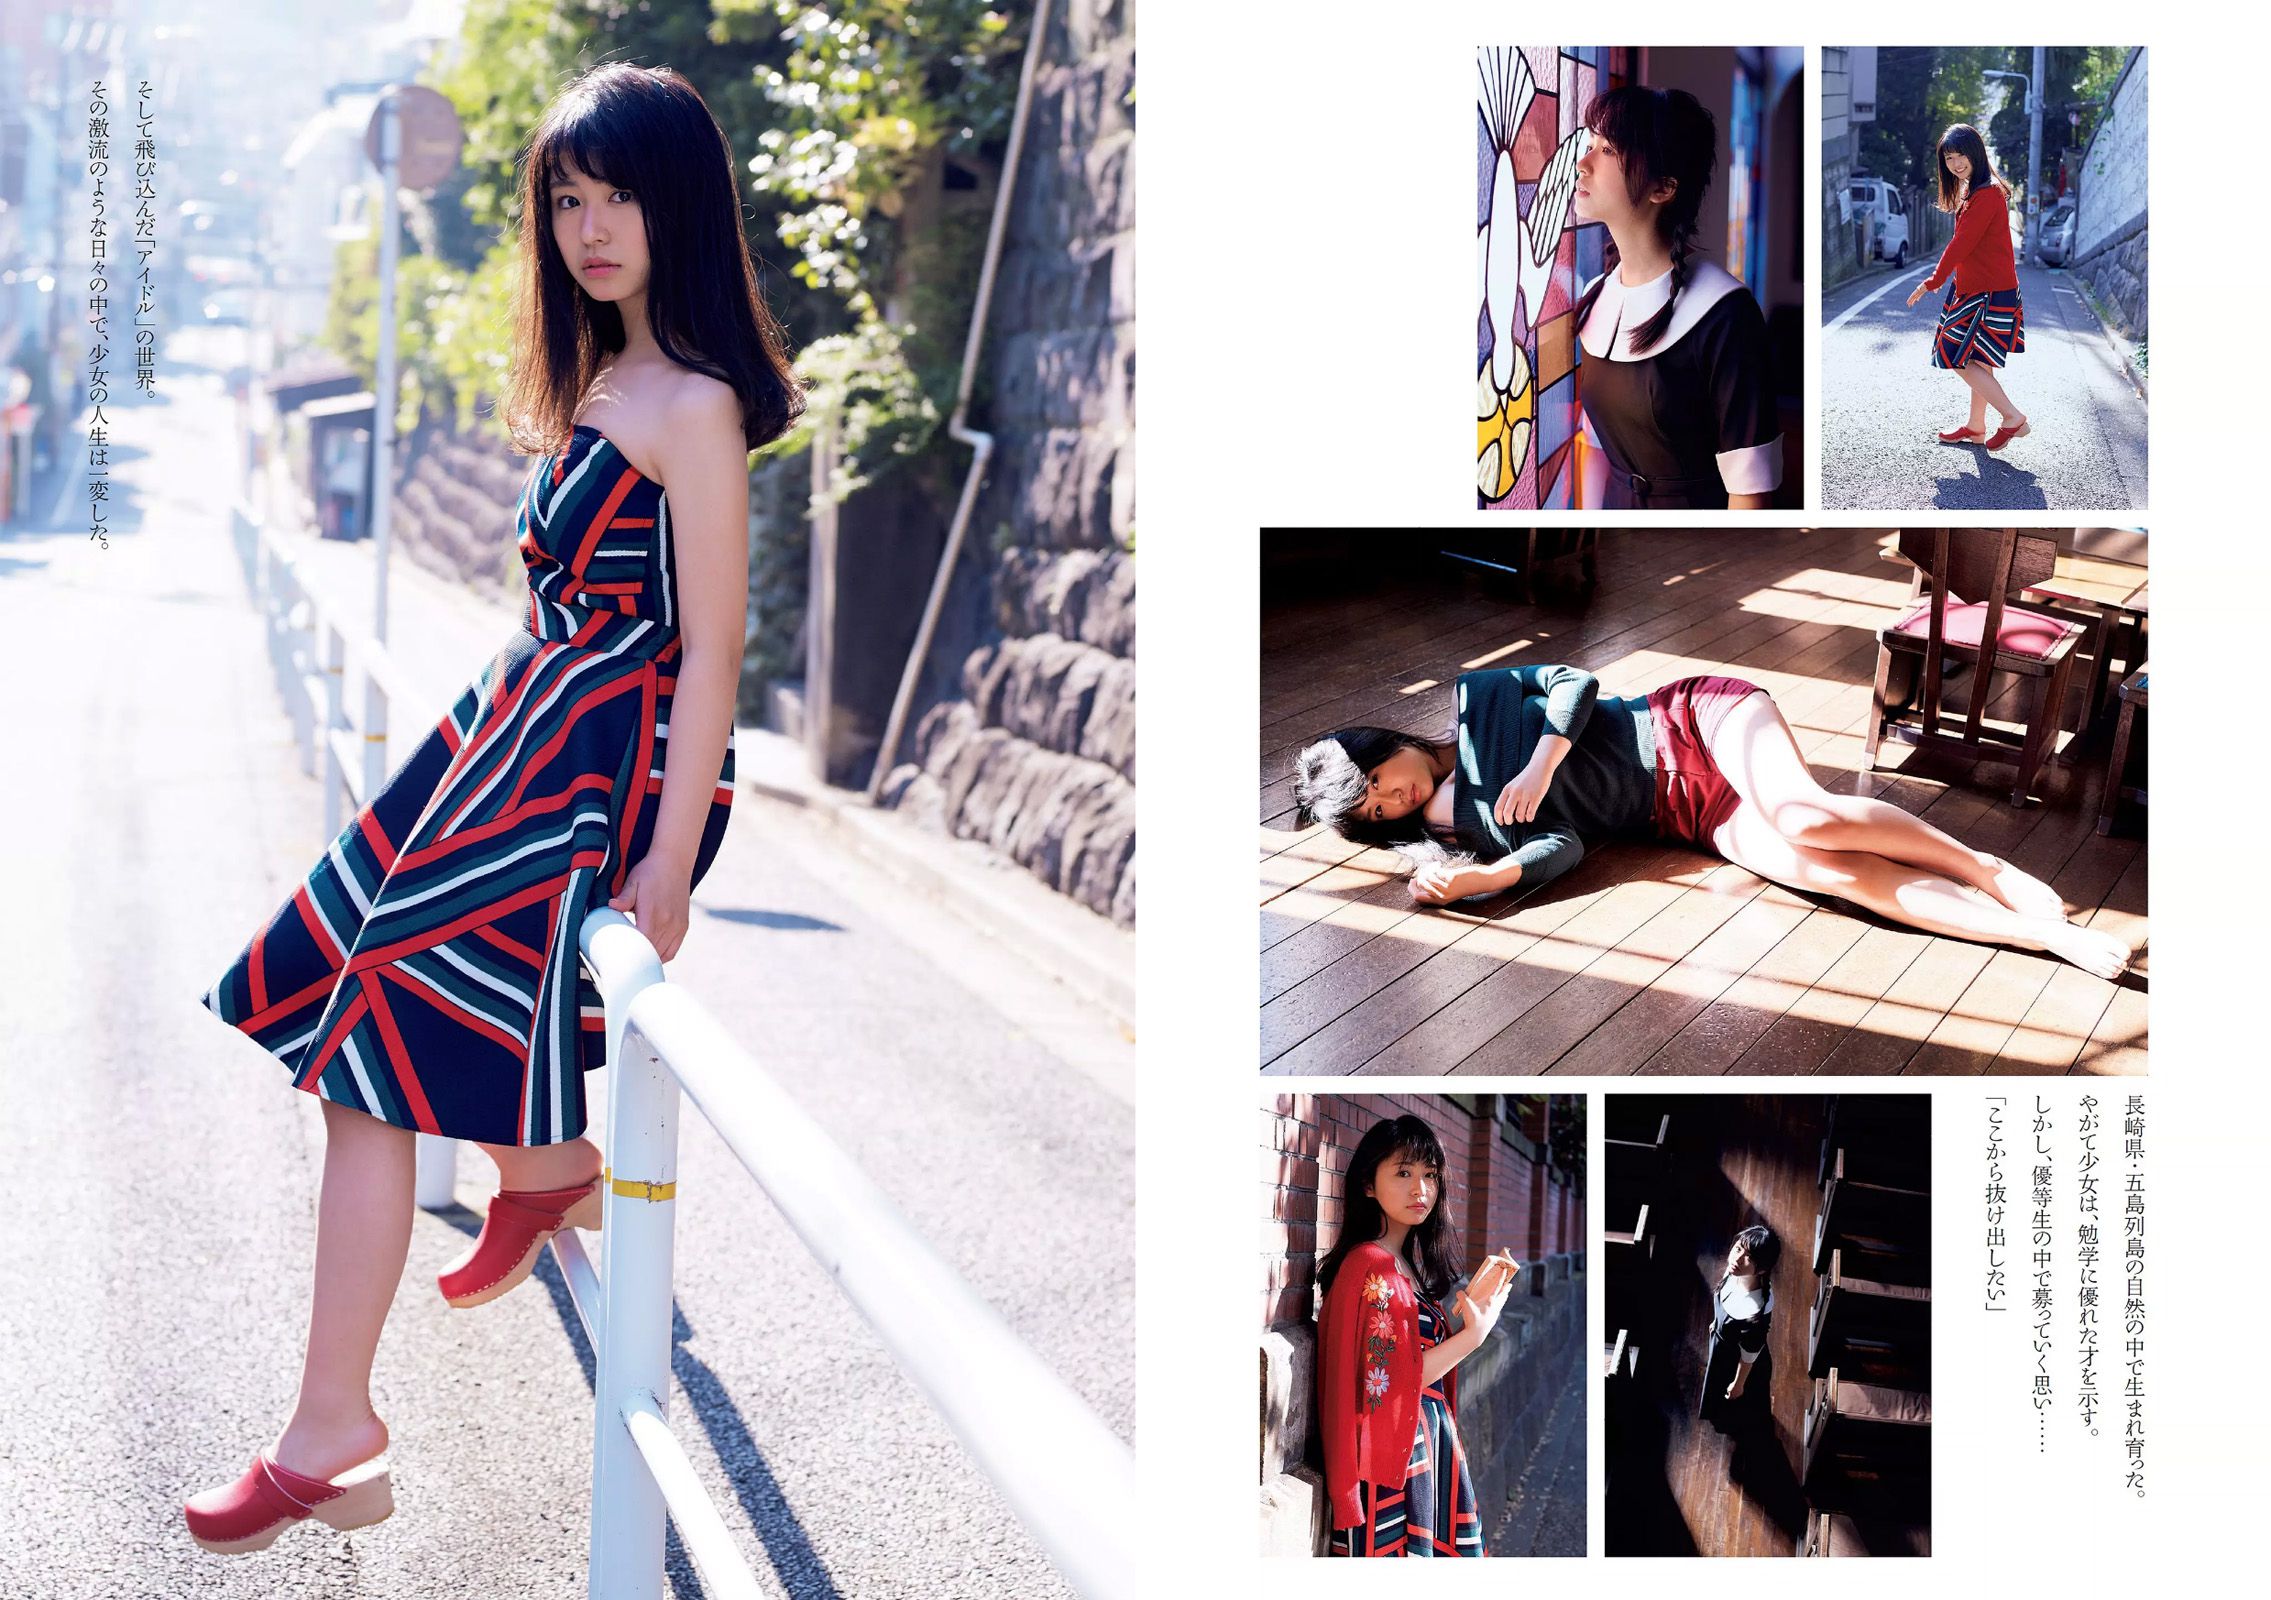 長崎県・五島列島の自然の中で生まれ育った。
やがて少女は、勉学に優れた才を示す。
しかし、優等生の中で募っていく思い……
「ここから抜け出したい」
そして飛び込んだ「アイドル」の世界。
その激流のような日々の中で、少女の人生は一変した。